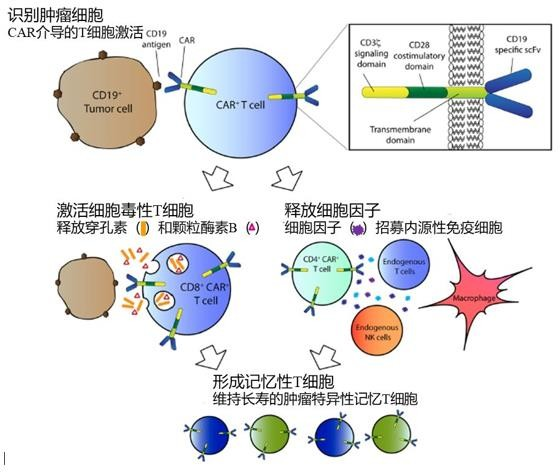 识别肿瘤细胞
CAR介导的T细胞激活
CD19
antigen
CAR
CD19⁺
Tumor cell
CAR⁺ T cell
CD3ζ
signaling
domain
CD28
costimulatory
domain
CD19
specific scFv
Transmembrane
domain
激活细胞毒性T细胞
释放穿孔素（ ）和颗粒酶素B（ ）
释放细胞因子
细胞因子（ ）招募内源性免疫细胞
CD8⁺ CAR⁺
T cell
CD4⁺ CAR⁺
T cell
Endogenous
T cells
Macrophage
Endogenous
NK cells
形成记忆性T细胞
维持长寿的肿瘤特异性记忆T细胞